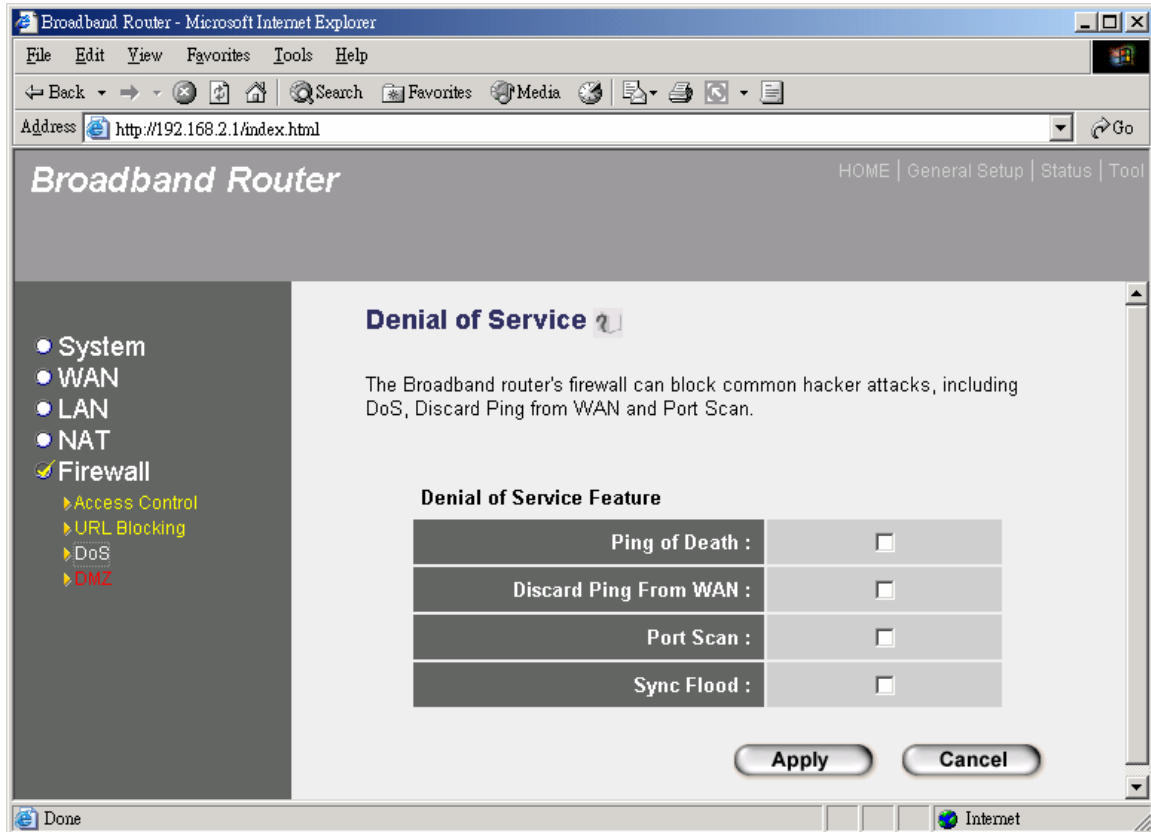 Broadband Router - Microsoft Internet Explorer
File Edit View Favorites Tools Help
Back Search Favorites Media
Address http://192.168.2.1/index.html Go
Broadband Router
HOME | General Setup | Status | Tool
System
WAN
LAN
NAT
Firewall
Access Control
URL Blocking
DoS
DMZ
Denial of Service
The Broadband router's firewall can block common hacker attacks, including
DoS, Discard Ping from WAN and Port Scan.
Denial of Service Feature
Ping of Death :
Discard Ping From WAN :
Port Scan :
Sync Flood :
Apply Cancel
Done Internet